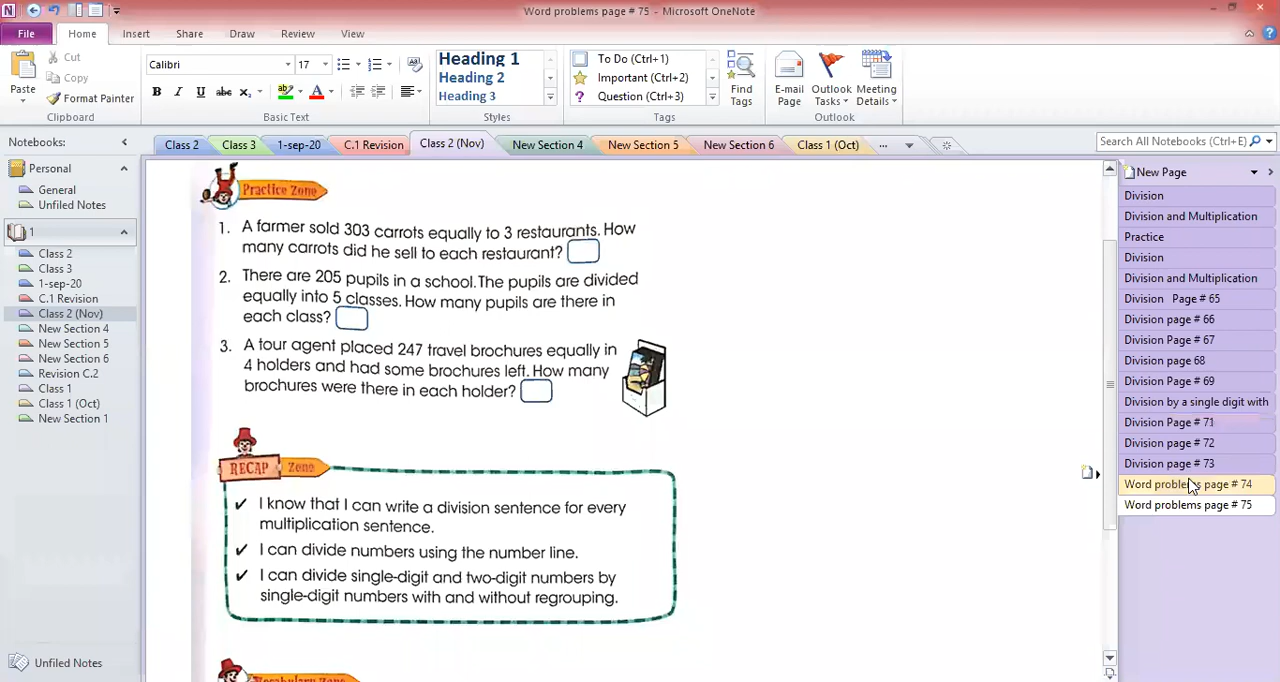 Word problems page # 75 - Microsoft OneNote
File Home Insert Share Draw Review View
Paste
Cut
Copy
Format Painter
Clipboard
Calibri 17
B I U abc X₂ A
Basic Text
Heading 1
Heading 2
Heading 3
Styles
To Do (Ctrl+1)
Important (Ctrl+2)
Question (Ctrl+3)
Tags
Find Tags
E-mail Page
Outlook Tasks
Meeting Details
Outlook
Notebooks:
Class 2 Class 3 1-sep-20 C.1 Revision Class 2 (Nov) New Section 4 New Section 5 New Section 6 Class 1 (Oct) ...
Search All Notebooks (Ctrl+E)
Personal
General
Unfiled Notes
1
Class 2
Class 3
1-sep-20
C.1 Revision
Class 2 (Nov)
New Section 4
New Section 5
New Section 6
Revision C.2
Class 1
Class 1 (Oct)
New Section 1
Unfiled Notes
Practice Zone
1. A farmer sold 303 carrots equally to 3 restaurants. How
many carrots did he sell to each restaurant?
2. There are 205 pupils in a school. The pupils are divided
equally into 5 classes. How many pupils are there in
each class?
3. A tour agent placed 247 travel brochures equally in
4 holders and had some brochures left. How many
brochures were there in each holder?
RECAP Zone
✓ I know that I can write a division sentence for every
multiplication sentence.
✓ I can divide numbers using the number line.
✓ I can divide single-digit and two-digit numbers by
single-digit numbers with and without regrouping.
Vocabulary Zone
New Page
Division
Division and Multiplication
Practice
Division
Division and Multiplication
Division Page # 65
Division page # 66
Division Page # 67
Division page 68
Division Page # 69
Division by a single digit with
Division Page # 71
Division page # 72
Division page # 73
Word problems page # 74
Word problems page # 75